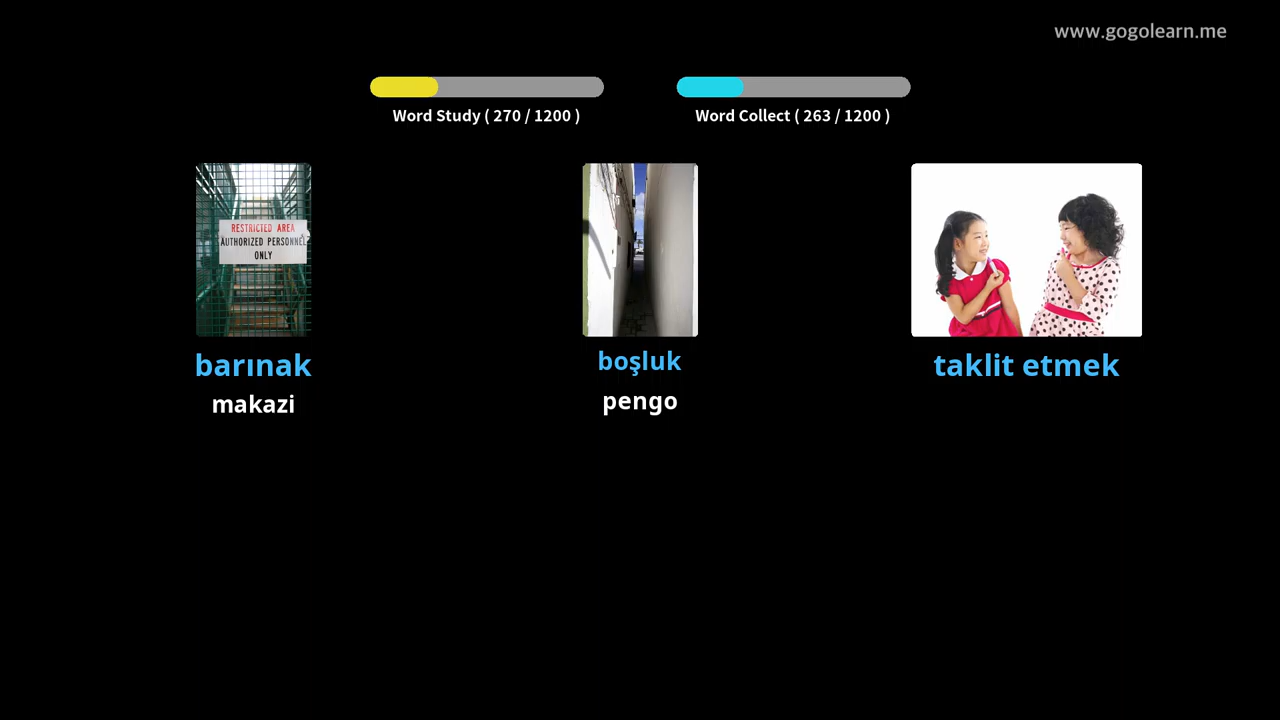 www.gogolearn.me
Word Study ( 270 / 1200 )
Word Collect ( 263 / 1200 )
RESTRICTED AREA
AUTHORIZED PERSONNEL
ONLY
barınak
makazi
boşluk
pengo
taklit etmek